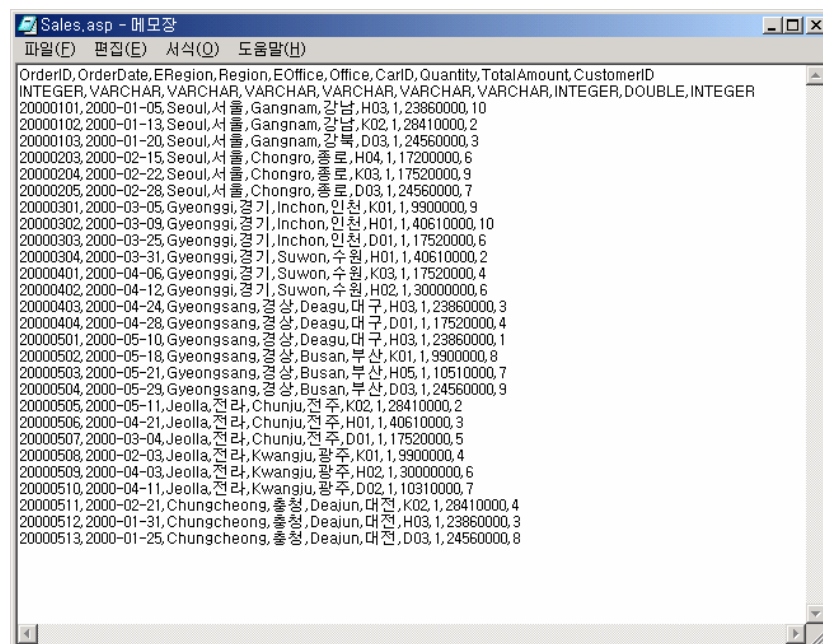 Sales.asp - 메모장
파일(F) 편집(E) 서식(O) 도움말(H)
OrderID,OrderDate,ERegion,Region,EOffice,Office,CarID,Quantity,TotalAmount,CustomerID
INTEGER,VARCHAR,VARCHAR,VARCHAR,VARCHAR,VARCHAR,VARCHAR,INTEGER,DOUBLE,INTEGER
20000101,2000-01-05,Seoul,서울,Gangnam,강남,H03,1,23860000,10
20000102,2000-01-13,Seoul,서울,Gangnam,강남,K02,1,28410000,2
20000103,2000-01-20,Seoul,서울,Gangnam,강북,D03,1,24560000,3
20000203,2000-02-15,Seoul,서울,Chongro,종로,H04,1,17200000,6
20000204,2000-02-22,Seoul,서울,Chongro,종로,K03,1,17520000,9
20000205,2000-02-28,Seoul,서울,Chongro,종로,D03,1,24560000,7
20000301,2000-03-05,Gyeonggi,경기,Inchon,인천,K01,1,9900000,9
20000302,2000-03-09,Gyeonggi,경기,Inchon,인천,H01,1,40610000,10
20000303,2000-03-25,Gyeonggi,경기,Inchon,인천,D01,1,17520000,6
20000304,2000-03-31,Gyeonggi,경기,Suwon,수원,H01,1,40610000,2
20000401,2000-04-06,Gyeonggi,경기,Suwon,수원,K03,1,17520000,4
20000402,2000-04-12,Gyeonggi,경기,Suwon,수원,H02,1,30000000,6
20000403,2000-04-24,Gyeongsang,경상,Deagu,대구,H03,1,23860000,3
20000404,2000-04-28,Gyeongsang,경상,Deagu,대구,D01,1,17520000,4
20000501,2000-05-10,Gyeongsang,경상,Deagu,대구,H03,1,23860000,1
20000502,2000-05-18,Gyeongsang,경상,Busan,부산,K01,1,9900000,8
20000503,2000-05-21,Gyeongsang,경상,Busan,부산,H05,1,10510000,7
20000504,2000-05-29,Gyeongsang,경상,Busan,부산,D03,1,24560000,9
20000505,2000-05-11,Jeolla,전라,Chunju,전주,K02,1,28410000,2
20000506,2000-04-21,Jeolla,전라,Chunju,전주,H01,1,40610000,3
20000507,2000-03-04,Jeolla,전라,Chunju,전주,D01,1,17520000,5
20000508,2000-02-03,Jeolla,전라,Kwangju,광주,K01,1,9900000,4
20000509,2000-04-03,Jeolla,전라,Kwangju,광주,H02,1,30000000,6
20000510,2000-04-11,Jeolla,전라,Kwangju,광주,D02,1,10310000,7
20000511,2000-02-21,Chungcheong,충청,Deajun,대전,K02,1,28410000,4
20000512,2000-01-31,Chungcheong,충청,Deajun,대전,H03,1,23860000,3
20000513,2000-01-25,Chungcheong,충청,Deajun,대전,D03,1,24560000,8